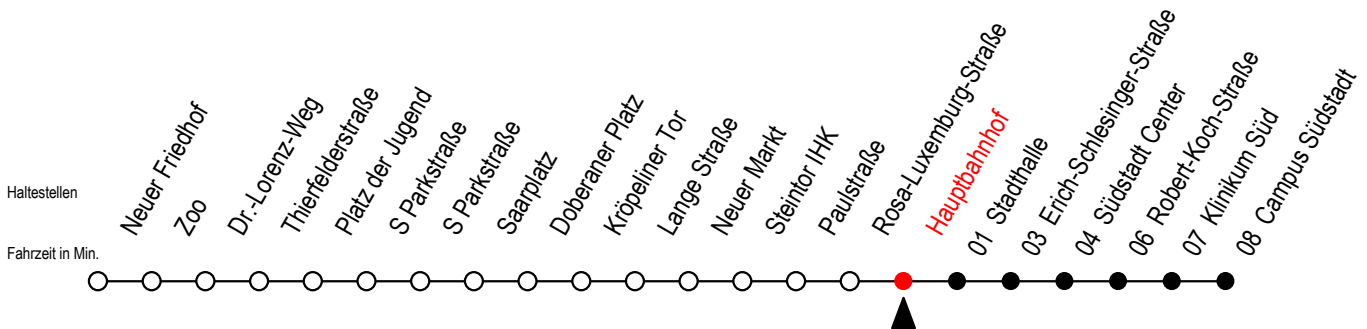 Haltestellen
Fahrzeit in Min.
Neuer Friedhof
Zoo
Dr.-Lorenz-Weg
Thierfelderstraße
Platz der Jugend
S Parkstraße
S Parkstraße
Saarplatz
Doberaner Platz
Kröpeliner Tor
Lange Straße
Neuer Markt
Steintor IHK
Paulstraße
Rosa-Luxemburg-Straße
Hauptbahnhof
01 Stadthalle
03 Erich-Schlesinger-Straße
04 Südstadt Center
06 Robert-Koch-Straße
07 Klinikum Süd
08 Campus Südstadt